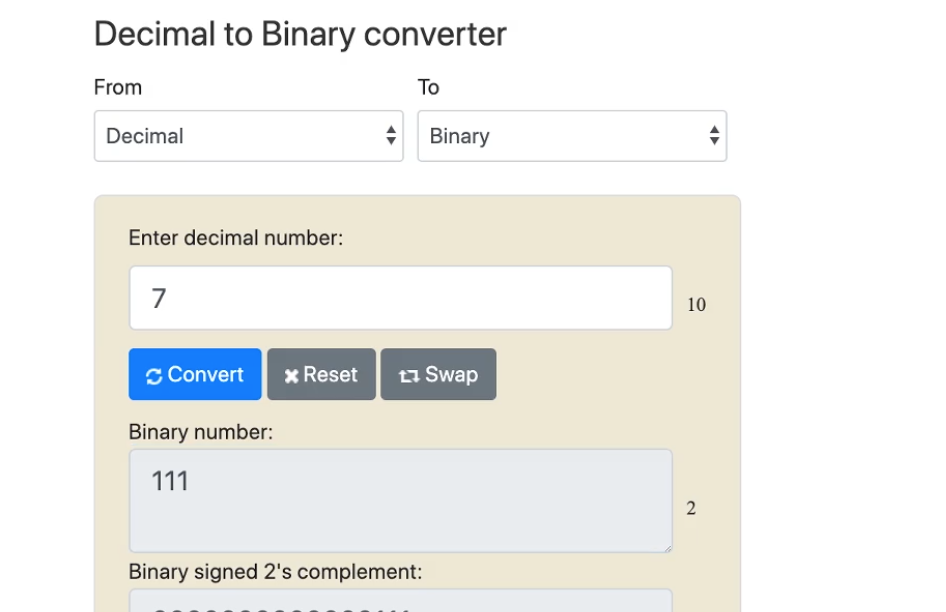 Decimal to Binary converter
From To
Decimal Binary
Enter decimal number:
7 10
Convert Reset Swap
Binary number:
111
2
Binary signed 2's complement: